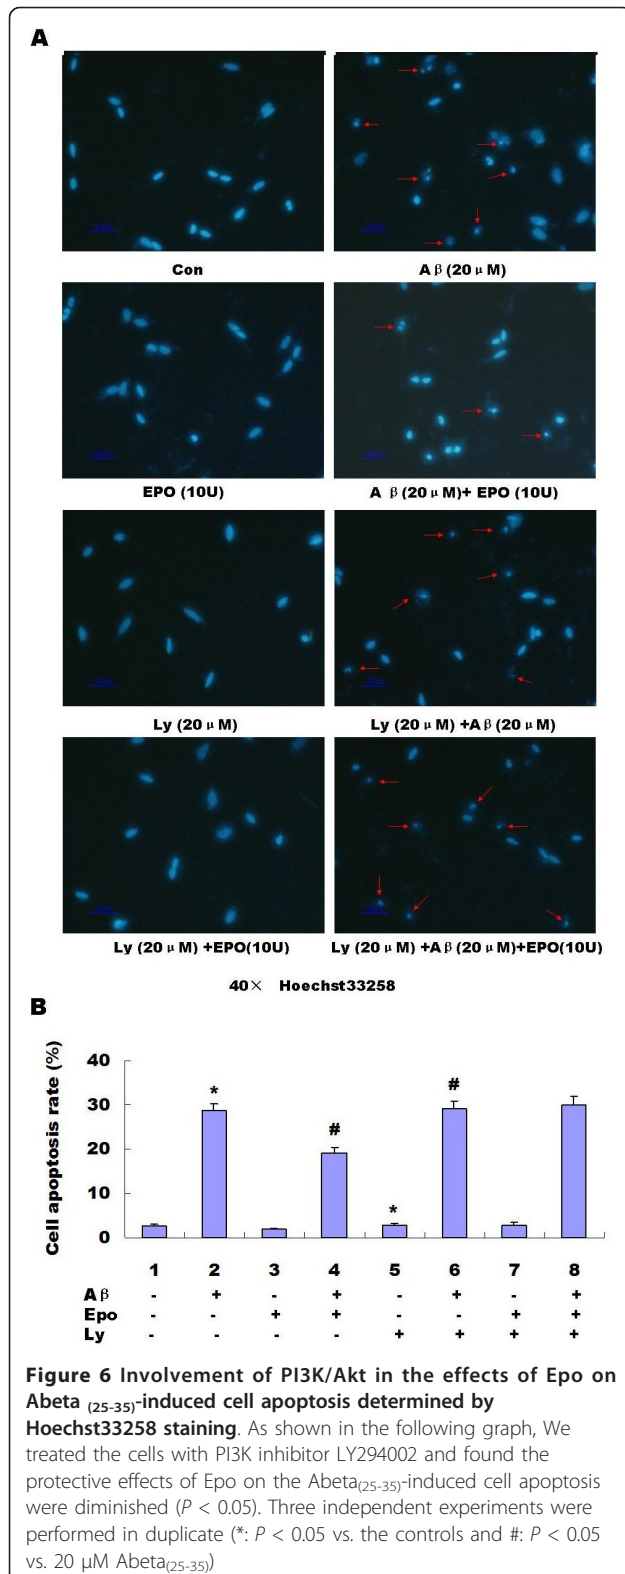 A
Con
A β (20 μ M)
EPO (10U)
A β (20 μ M)+ EPO (10U)
Ly (20 μ M)
Ly (20 μ M) +A β (20 μ M)
Ly (20 μ M) +EPO(10U)
Ly (20 μ M) +A β (20 μ M)+EPO(10U)
40× Hoechst33258
B
Cell apoptosis rate (%)
40
30
20
10
0
* # * #
1 2 3 4 5 6 7 8
A β - + - + - + - +
Epo - - + + - - + +
Ly - - - - + + + +
Figure 6 Involvement of PI3K/Akt in the effects of Epo on
Abeta (25-35)-induced cell apoptosis determined by
Hoechst33258 staining. As shown in the following graph, We
treated the cells with PI3K inhibitor LY294002 and found the
protective effects of Epo on the Abeta(25-35)-induced cell apoptosis
were diminished (P < 0.05). Three independent experiments were
performed in duplicate (*: P < 0.05 vs. the controls and #: P < 0.05
vs. 20 μM Abeta(25-35))